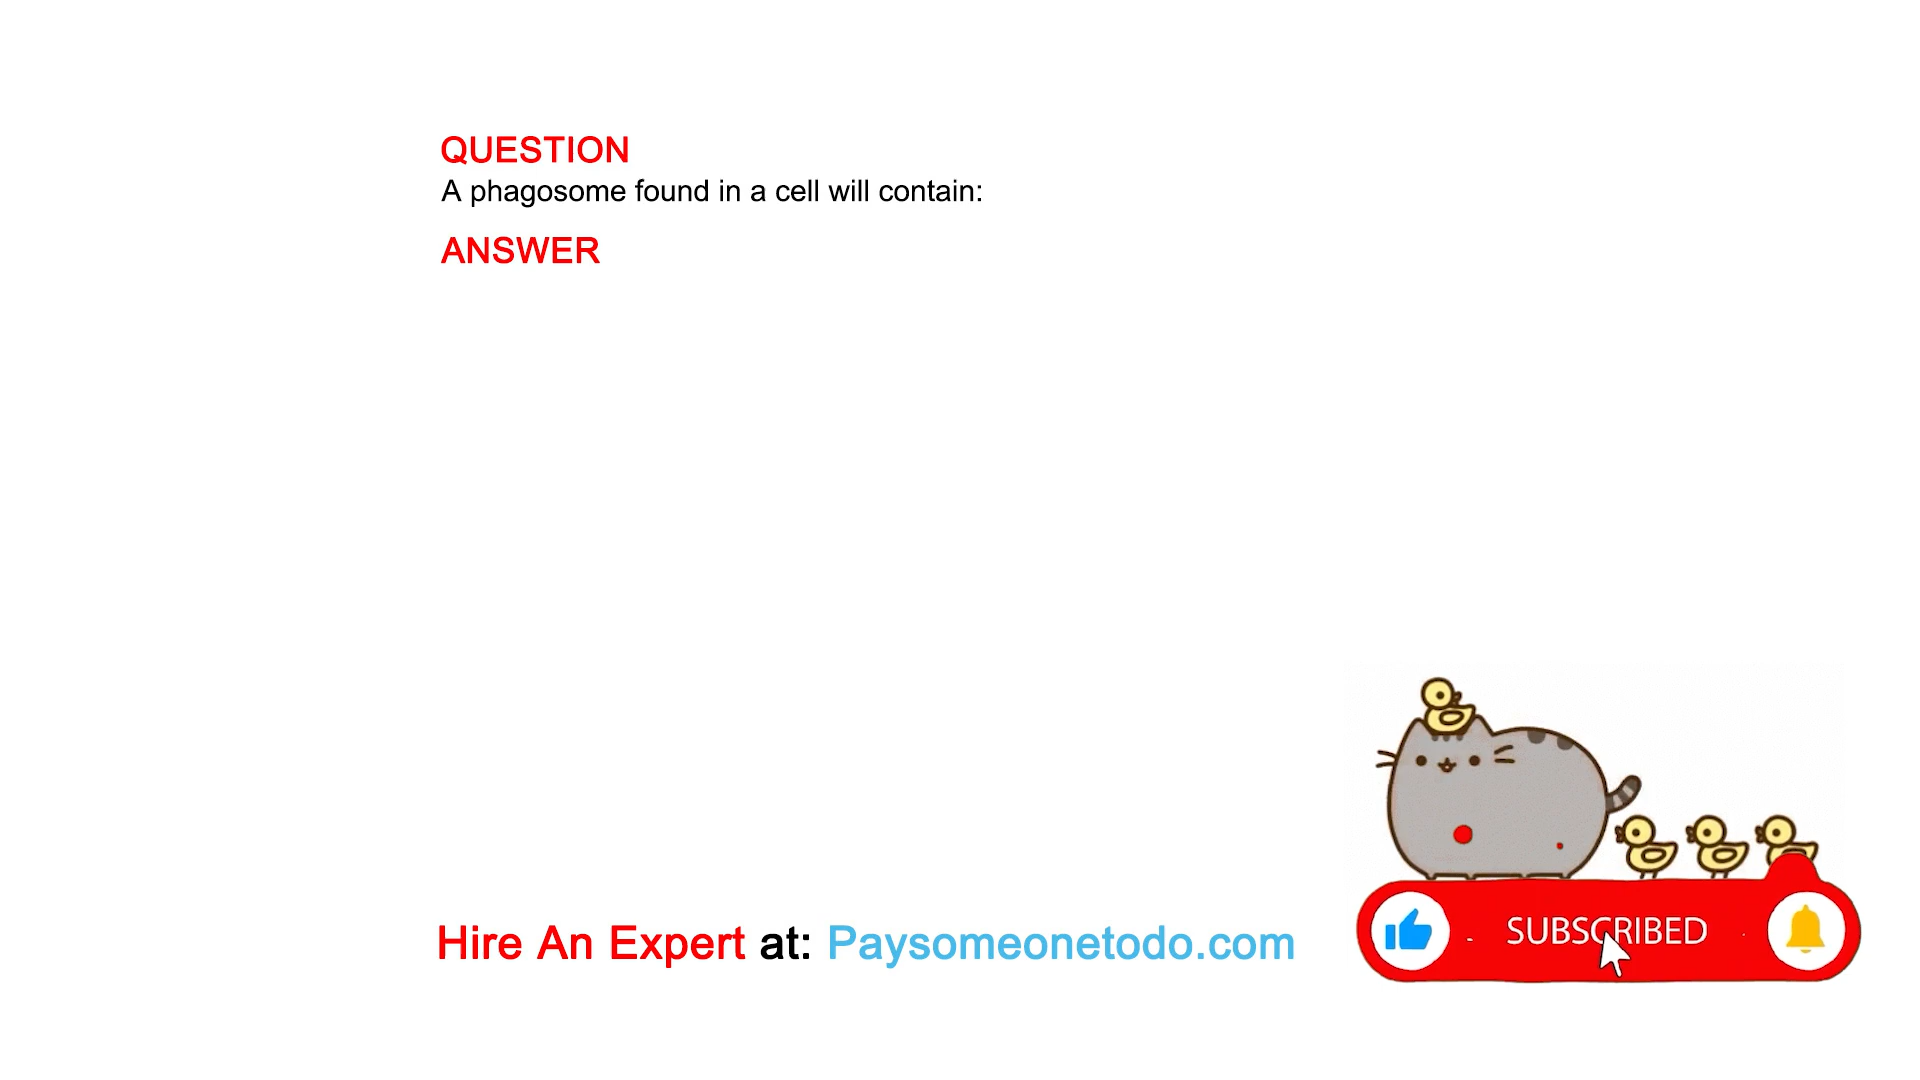 QUESTION
A phagosome found in a cell will contain:
ANSWER
Hire An Expert at: Paysomeonetodo.com
SUBSCRIBED